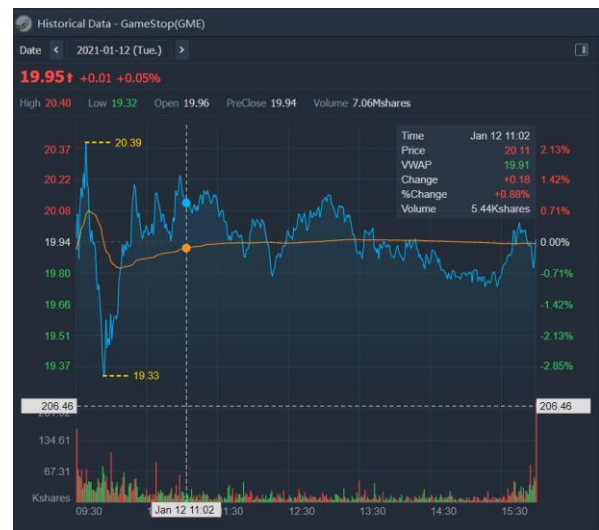 Historical Data - GameStop(GME)
Date < 2021-01-12 (Tue.) >
19.95↑ +0.01 +0.05%
High 20.40 Low 19.32 Open 19.96 PreClose 19.94 Volume 7.06Mshares
Time Jan 12 11:02
Price 20.11
VWAP 19.91
Change +0.18
%Change +0.88%
Volume 5.44Kshares
20.39
20.37 2.13%
20.22 1.42%
20.08 0.71%
19.94 0.00%
19.80 -0.71%
19.66 -1.42%
19.51 -2.13%
19.37 -2.85%
19.33
206.46 206.46
134.61
67.31
Kshares
09:30 Jan 12 11:02 12:30 13:30 14:30 15:30